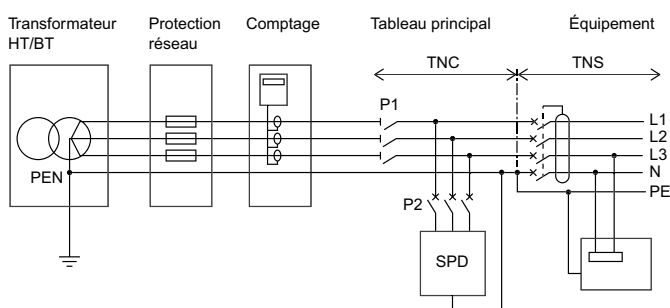 Transformateur
HT/BT
Protection
réseau
Comptage
Tableau principal
Équipement
TNC
TNS
P1
L1
L2
L3
N
PE
PEN
P2
SPD